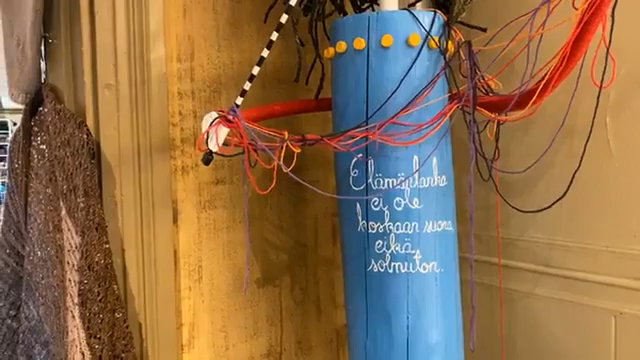 Elämänlanka
ei ole
koskaan suora
eikä
solmuton.